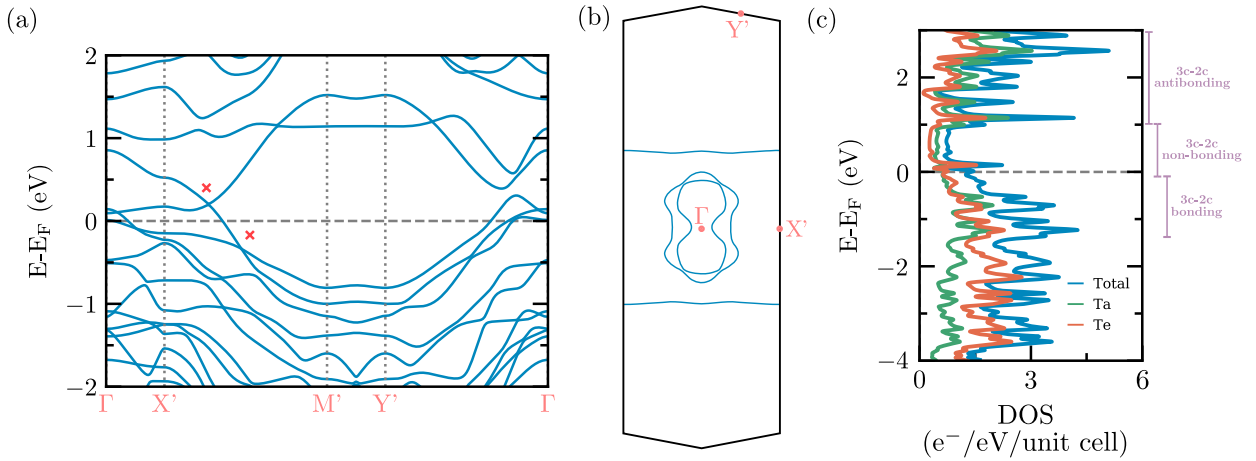 (a)
2
1
0
−1
−2
E-E_F (eV)
Γ
X'
M'
Y'
Γ
(b)
Y'
Γ
X'
(c)
2
0
−2
−4
E-E_F (eV)
0
3
6
DOS
(e⁻/eV/unit cell)
Total
Ta
Te
3c-2c
antibonding
3c-2c
non-bonding
3c-2c
bonding